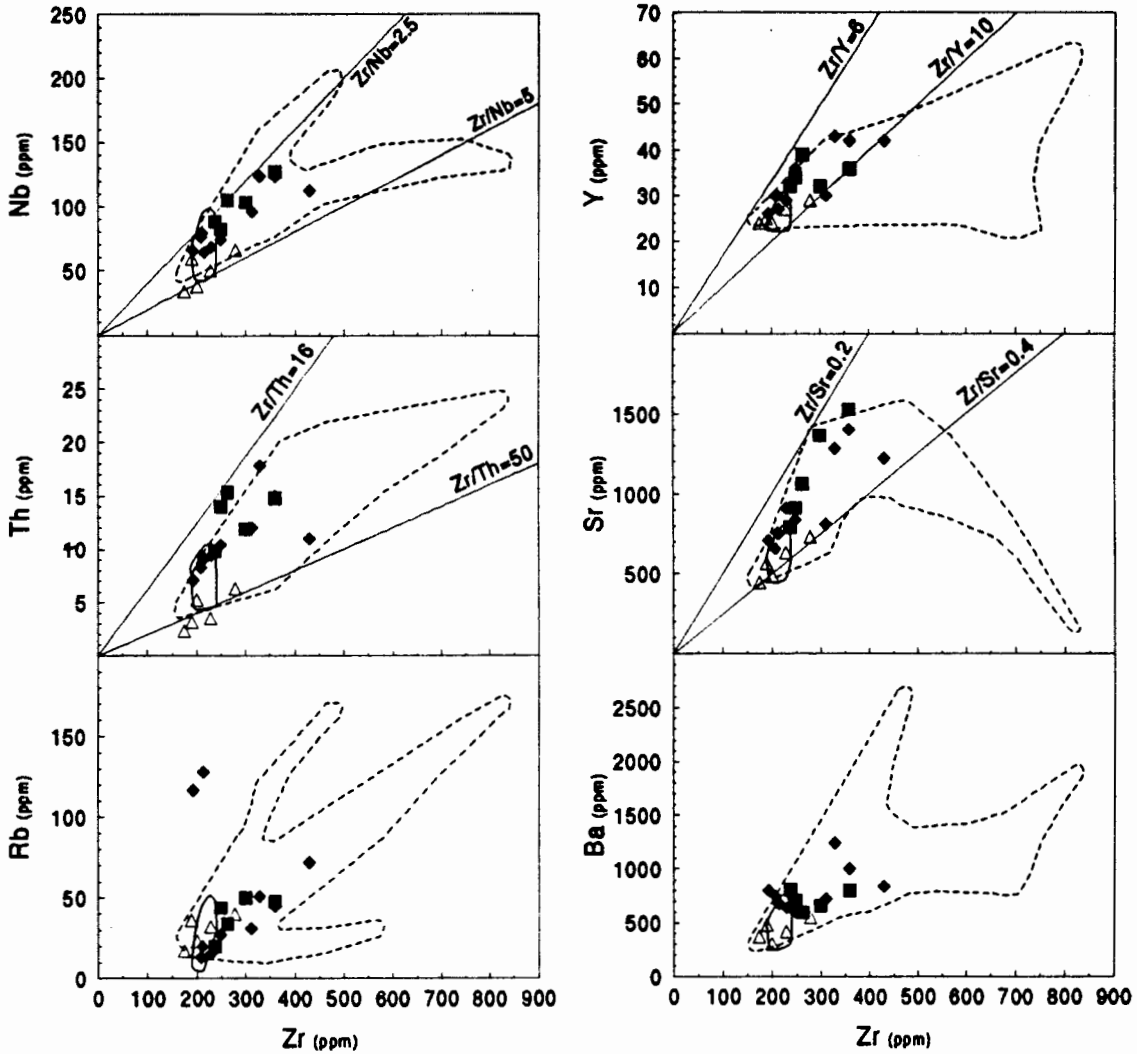 250
200
150
100
50
Nb (ppm)
Zr/Nb=2.5
Zr/Nb=5
70
60
50
40
30
20
10
Y (ppm)
Zr/Y=6
Zr/Y=10
25
20
15
10
5
Th (ppm)
Zr/Th=16
Zr/Th=50
1500
1000
500
Sr (ppm)
Zr/Sr=0.2
Zr/Sr=0.4
150
100
50
0
Rb (ppm)
0 100 200 300 400 500 600 700 800 900
Zr (ppm)
2500
2000
1500
1000
500
0
Ba (ppm)
0 100 200 300 400 500 600 700 800 900
Zr (ppm)